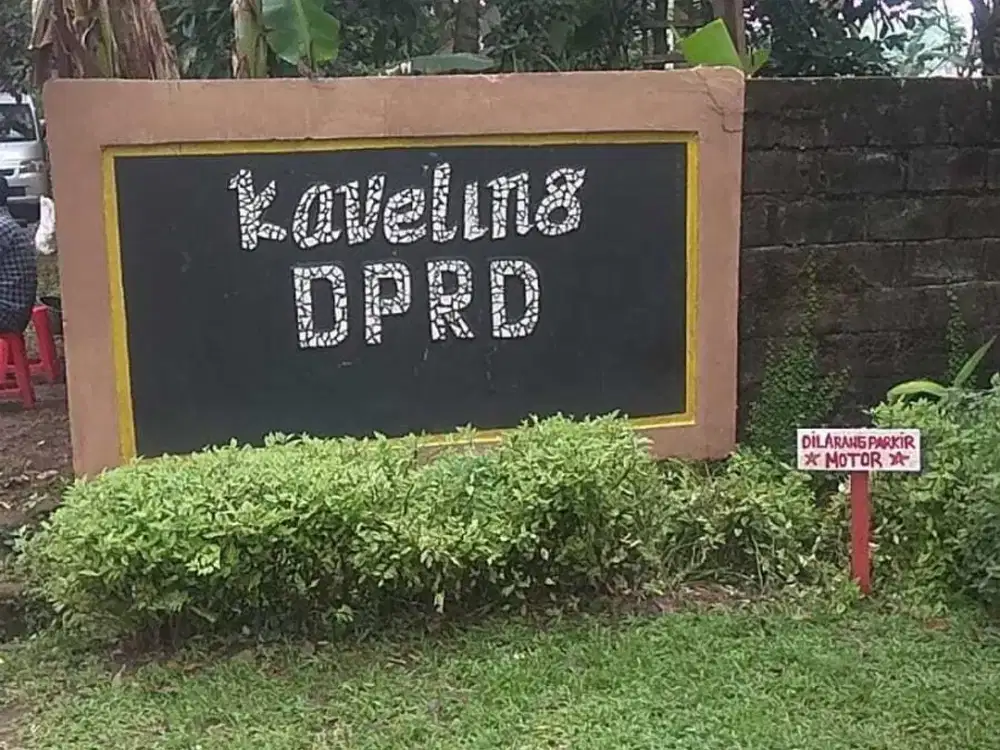 Kaveling
DPRD
DILARANG PARKIR
★ MOTOR ★